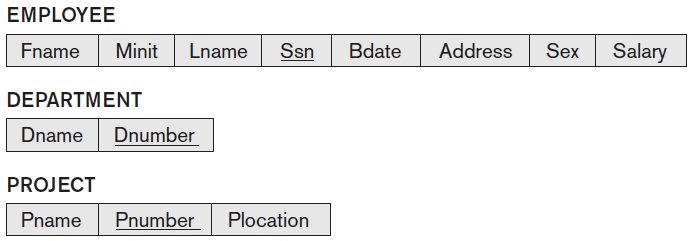 EMPLOYEE
Fname Minit Lname Ssn Bdate Address Sex Salary
DEPARTMENT
Dname Dnumber
PROJECT
Pname Pnumber Plocation